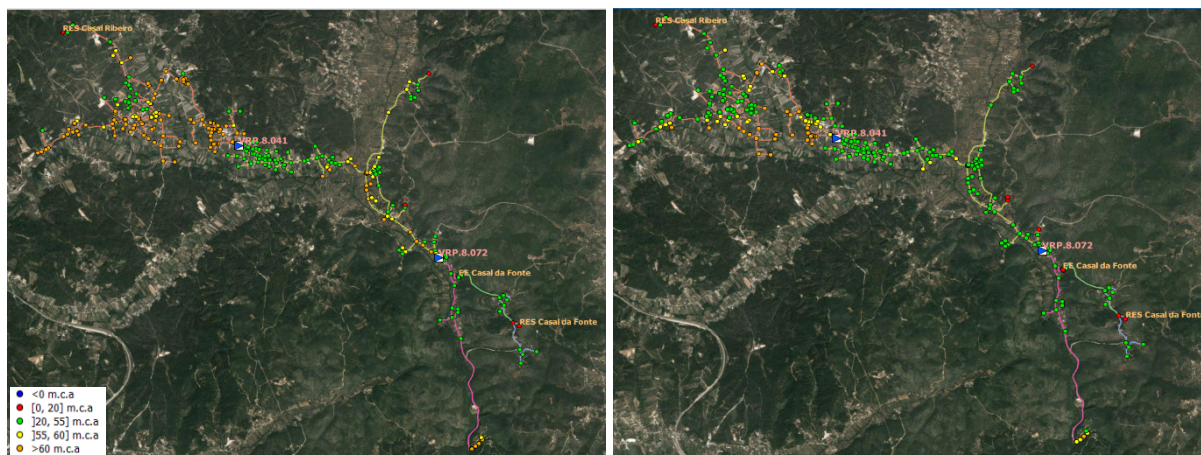 RES Casal Ribeiro
VRP.8.041
VRP.8.072
EE Casal da Fonte
RES Casal da Fonte
<0 m.c.a
[0, 20] m.c.a
]20, 55] m.c.a
]55, 60] m.c.a
>60 m.c.a
RES Casal Ribeiro
VRP.8.041
VRP.8.072
EE Casal da Fonte
RES Casal da Fonte